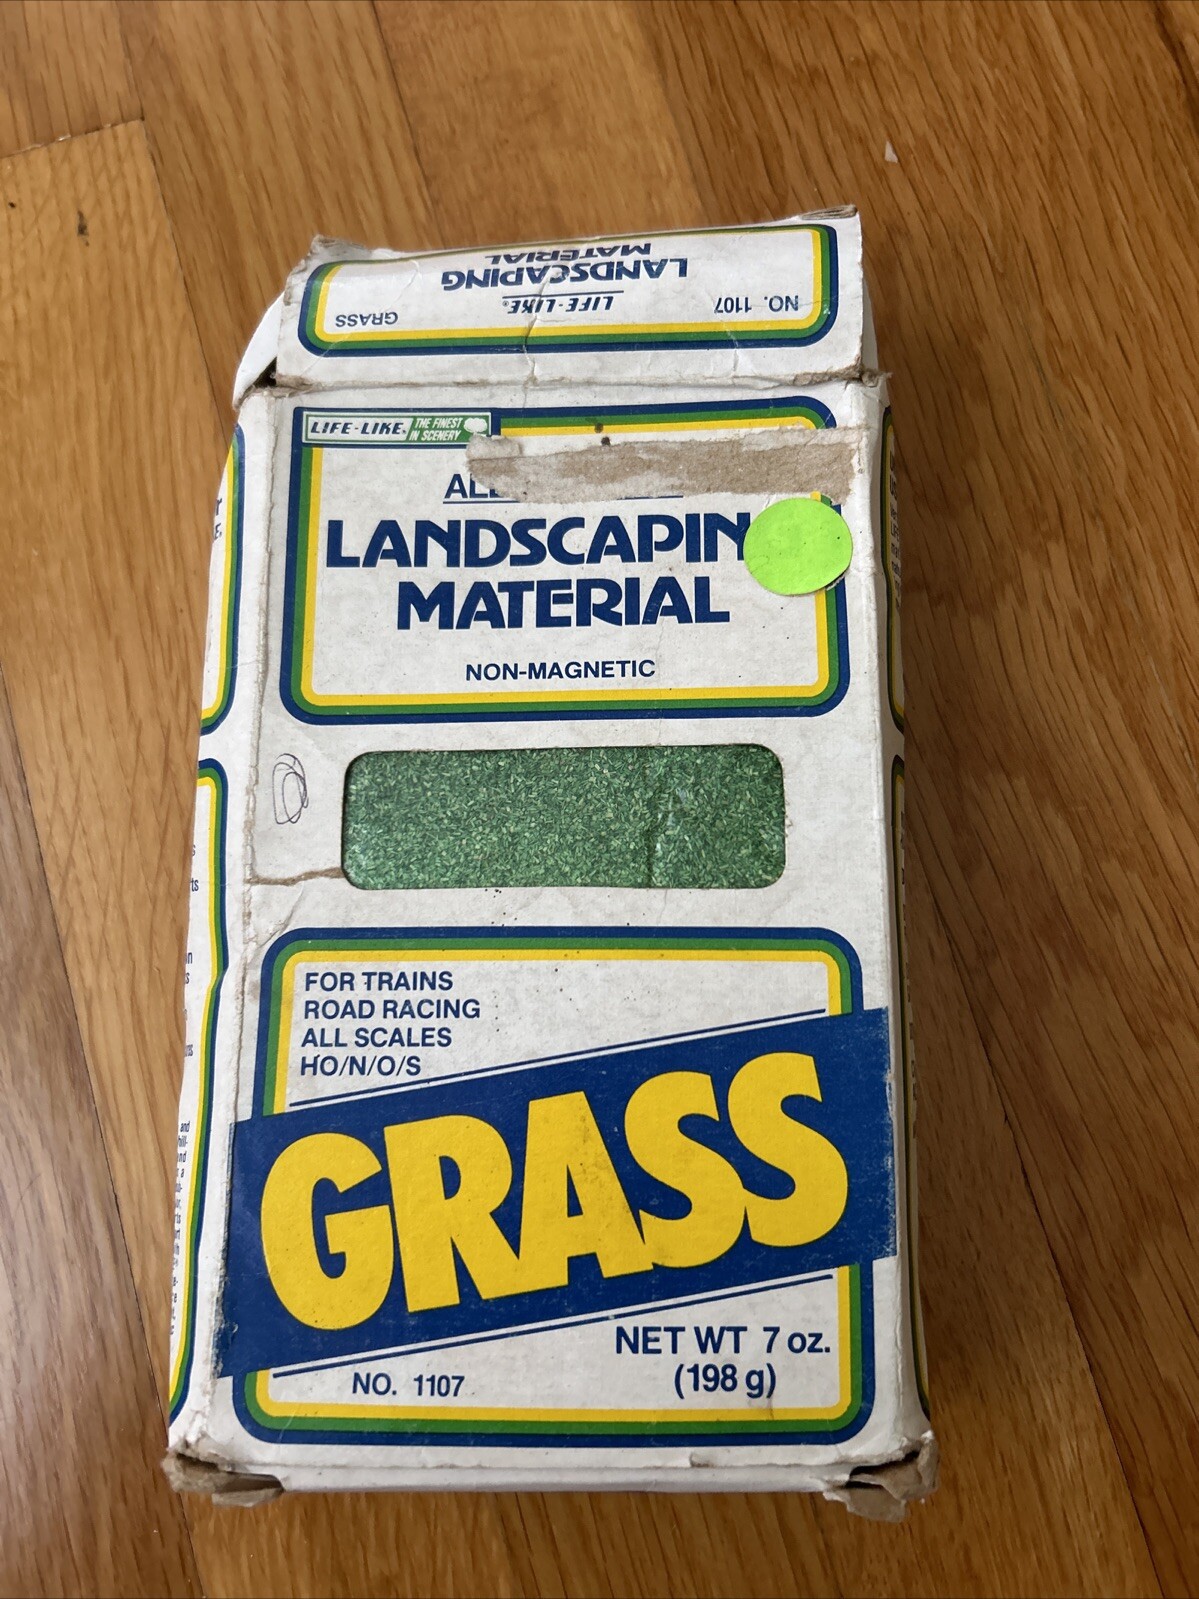 LANDSCAPING
MATERIAL
LIFE-LIKE®
NO. 1107
GRASS
LIFE-LIKE®
THE FINEST
IN SCENERY
LANDSCAPIN
MATERIAL
NON-MAGNETIC
FOR TRAINS
ROAD RACING
ALL SCALES
HO/N/O/S
GRASS
NET WT 7 oz.
(198 g)
NO. 1107